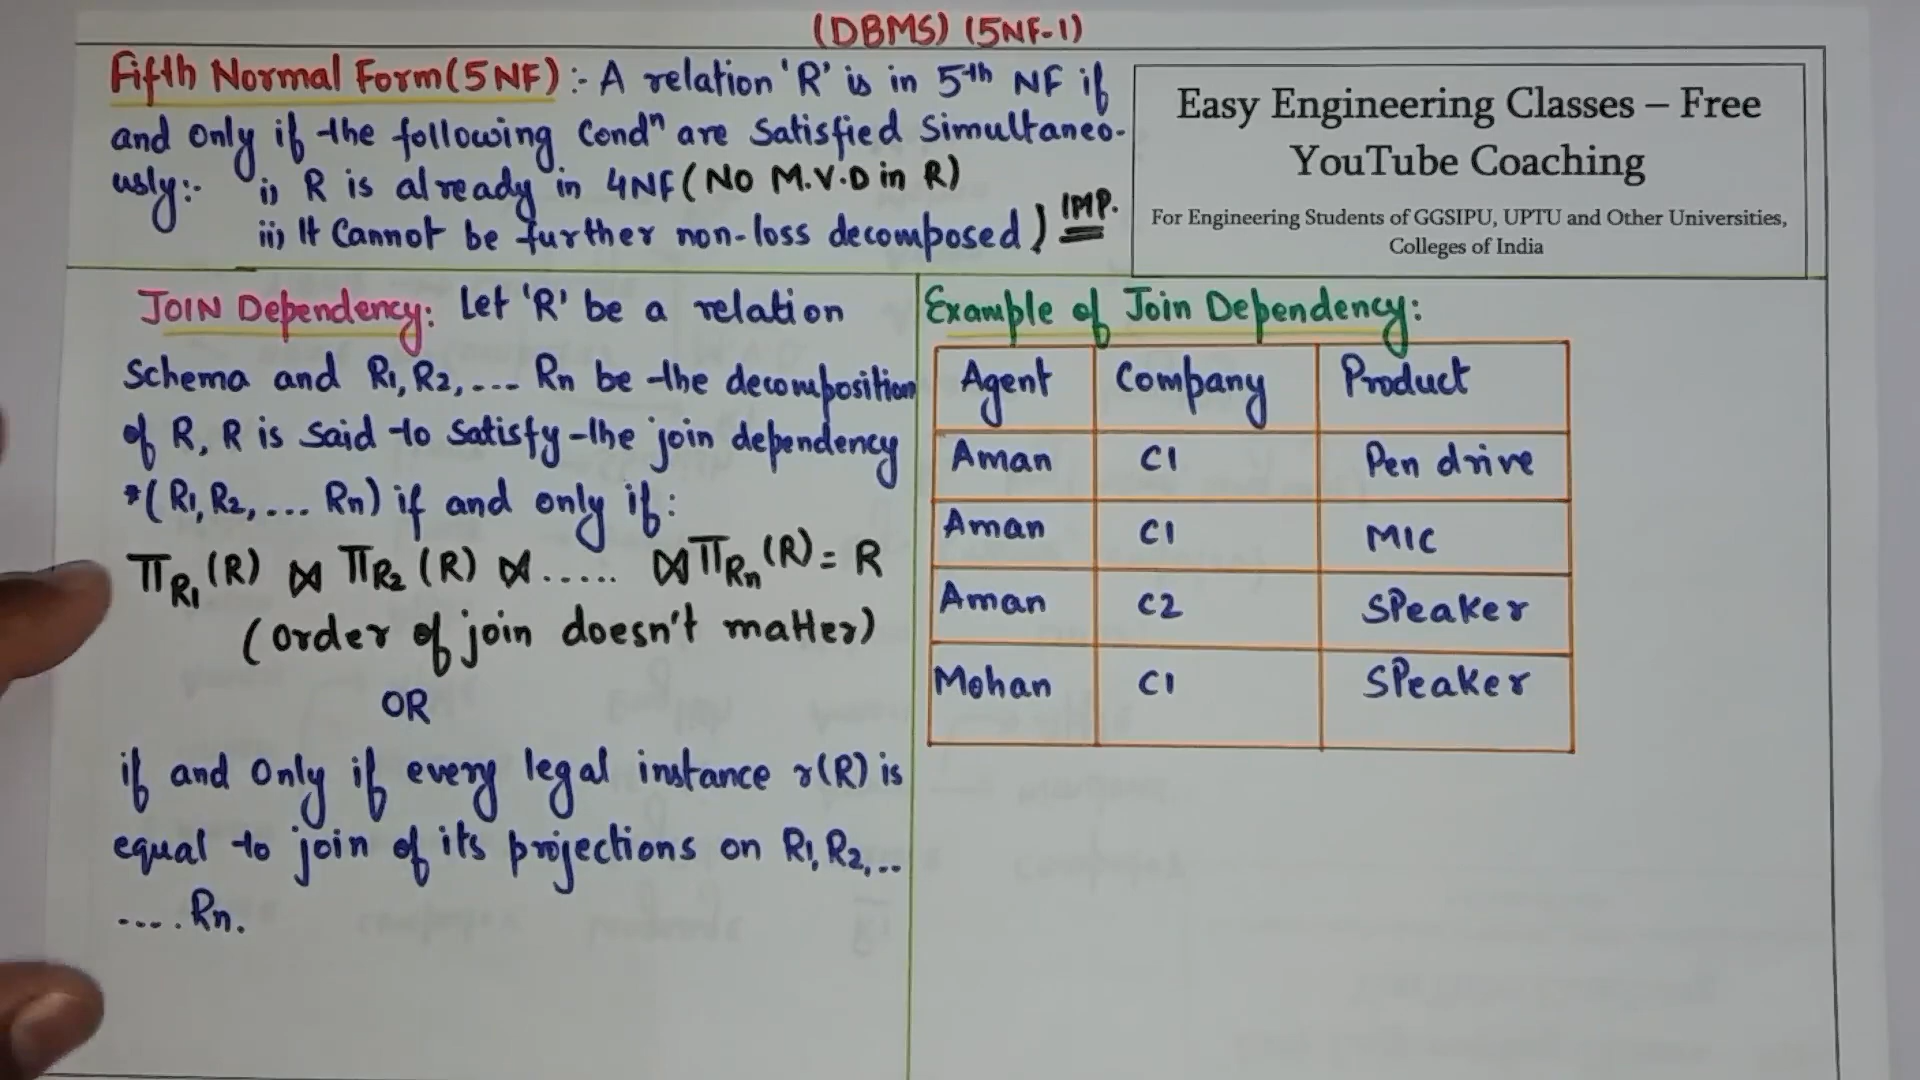 (DBMS) (5NF-1)
Fifth Normal Form (5NF) :- A relation 'R' is in 5th NF if
and only if the following Condn are Satisfied Simultaneo-
usly:- i) R is already in 4NF (NO M.V.D in R)
ii) It Cannot be further non-loss decomposed) IMP.
Easy Engineering Classes – Free
YouTube Coaching
For Engineering Students of GGSIPU, UPTU and Other Universities,
Colleges of India
JOIN Dependency: Let 'R' be a relation
Schema and R1, R2, .... Rn be the decomposition
of R, R is said to satisfy the join dependency
*(R1, R2, ... Rn) if and only if:
πR1(R) ⋈ πR2(R) ⋈ ..... ⋈ πRn(R) = R
(Order of join doesn't matter)
OR
if and Only if every legal instance r(R) is
equal to join of its projections on R1, R2, ..
.... Rn.
Example of Join Dependency:
Agent Company Product
Aman C1 Pen drive
Aman C1 MIC
Aman C2 SPeaker
Mohan C1 SPeaker